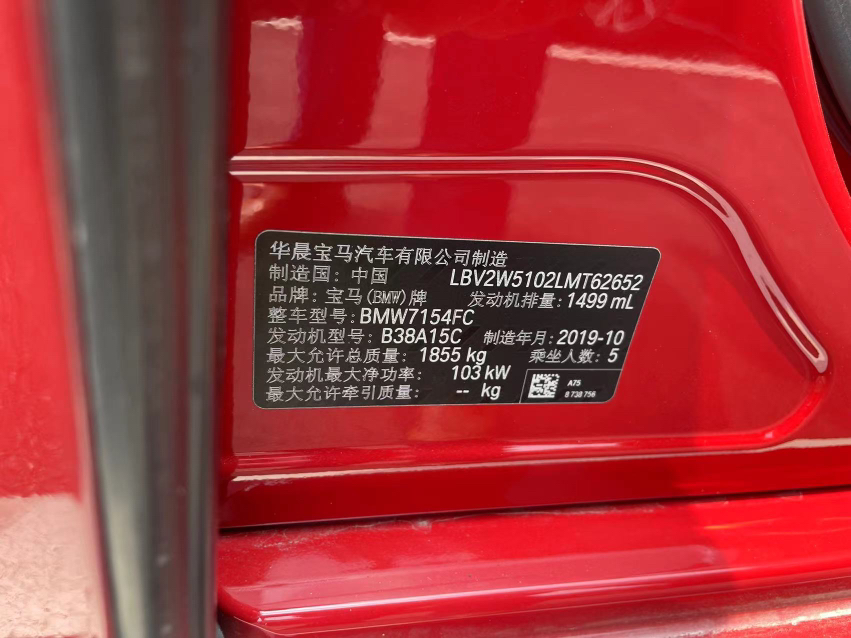 华晨宝马汽车有限公司制造
制造国：中国 LBV2W5102LMT62652
品牌：宝马(BMW)牌 发动机排量：1499 mL
整车型号：BMW7154FC
发动机型号：B38A15C 制造年月：2019-10
最大允许总质量：1855 kg 乘坐人数：5
发动机最大净功率：103 kW
最大允许牵引质量：-- kg
A75
8 738 756